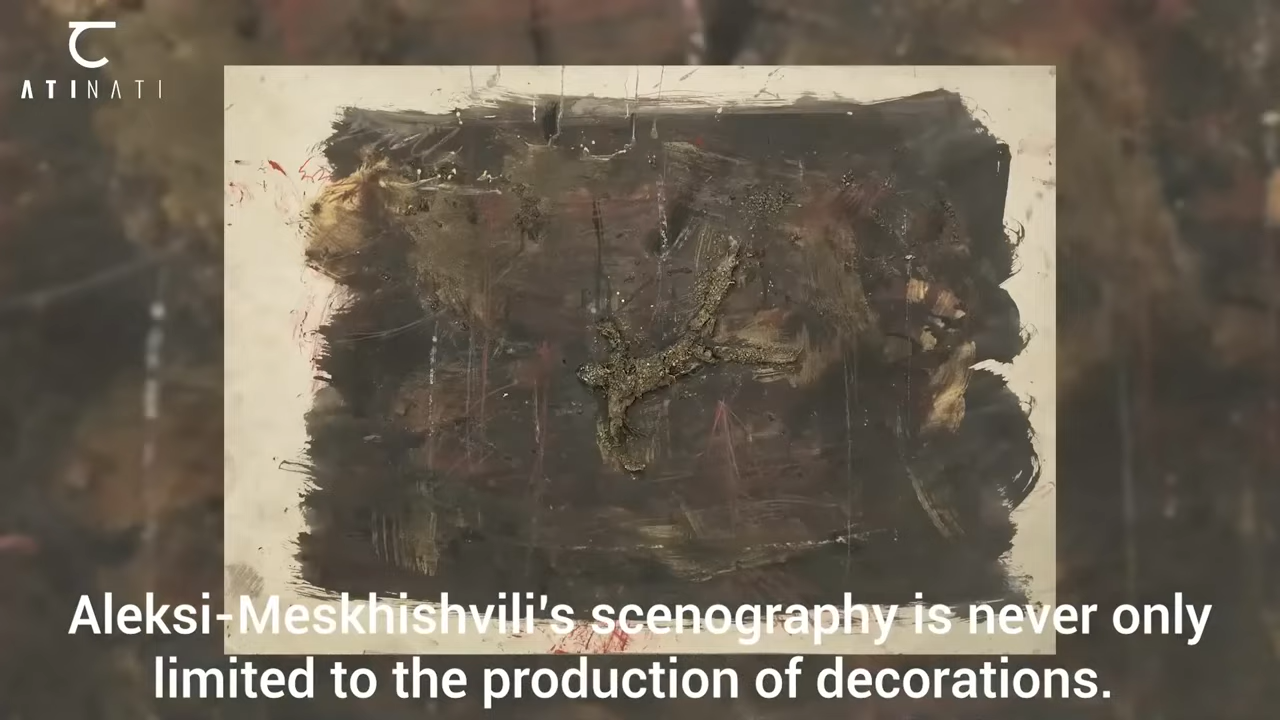 ATINATI
Aleksi-Meskhishvili's scenography is never only
limited to the production of decorations.